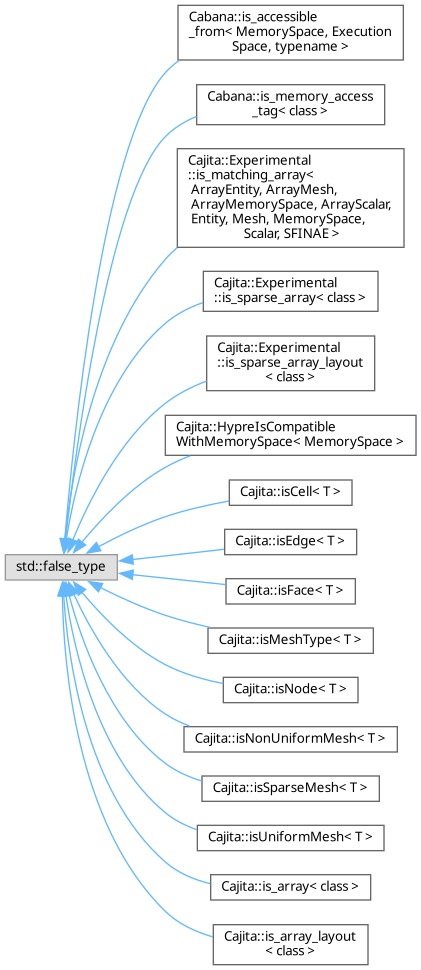 Cabana::is_accessible
_from< MemorySpace, Execution
Space, typename >
Cabana::is_memory_access
_tag< class >
Cajita::Experimental
::is_matching_array<
ArrayEntity, ArrayMesh,
ArrayMemorySpace, ArrayScalar,
Entity, Mesh, MemorySpace,
Scalar, SFINAE >
Cajita::Experimental
::is_sparse_array< class >
Cajita::Experimental
::is_sparse_array_layout
< class >
Cajita::HypreIsCompatible
WithMemorySpace< MemorySpace >
Cajita::isCell< T >
Cajita::isEdge< T >
std::false_type
Cajita::isFace< T >
Cajita::isMeshType< T >
Cajita::isNode< T >
Cajita::isNonUniformMesh< T >
Cajita::isSparseMesh< T >
Cajita::isUniformMesh< T >
Cajita::is_array< class >
Cajita::is_array_layout
< class >